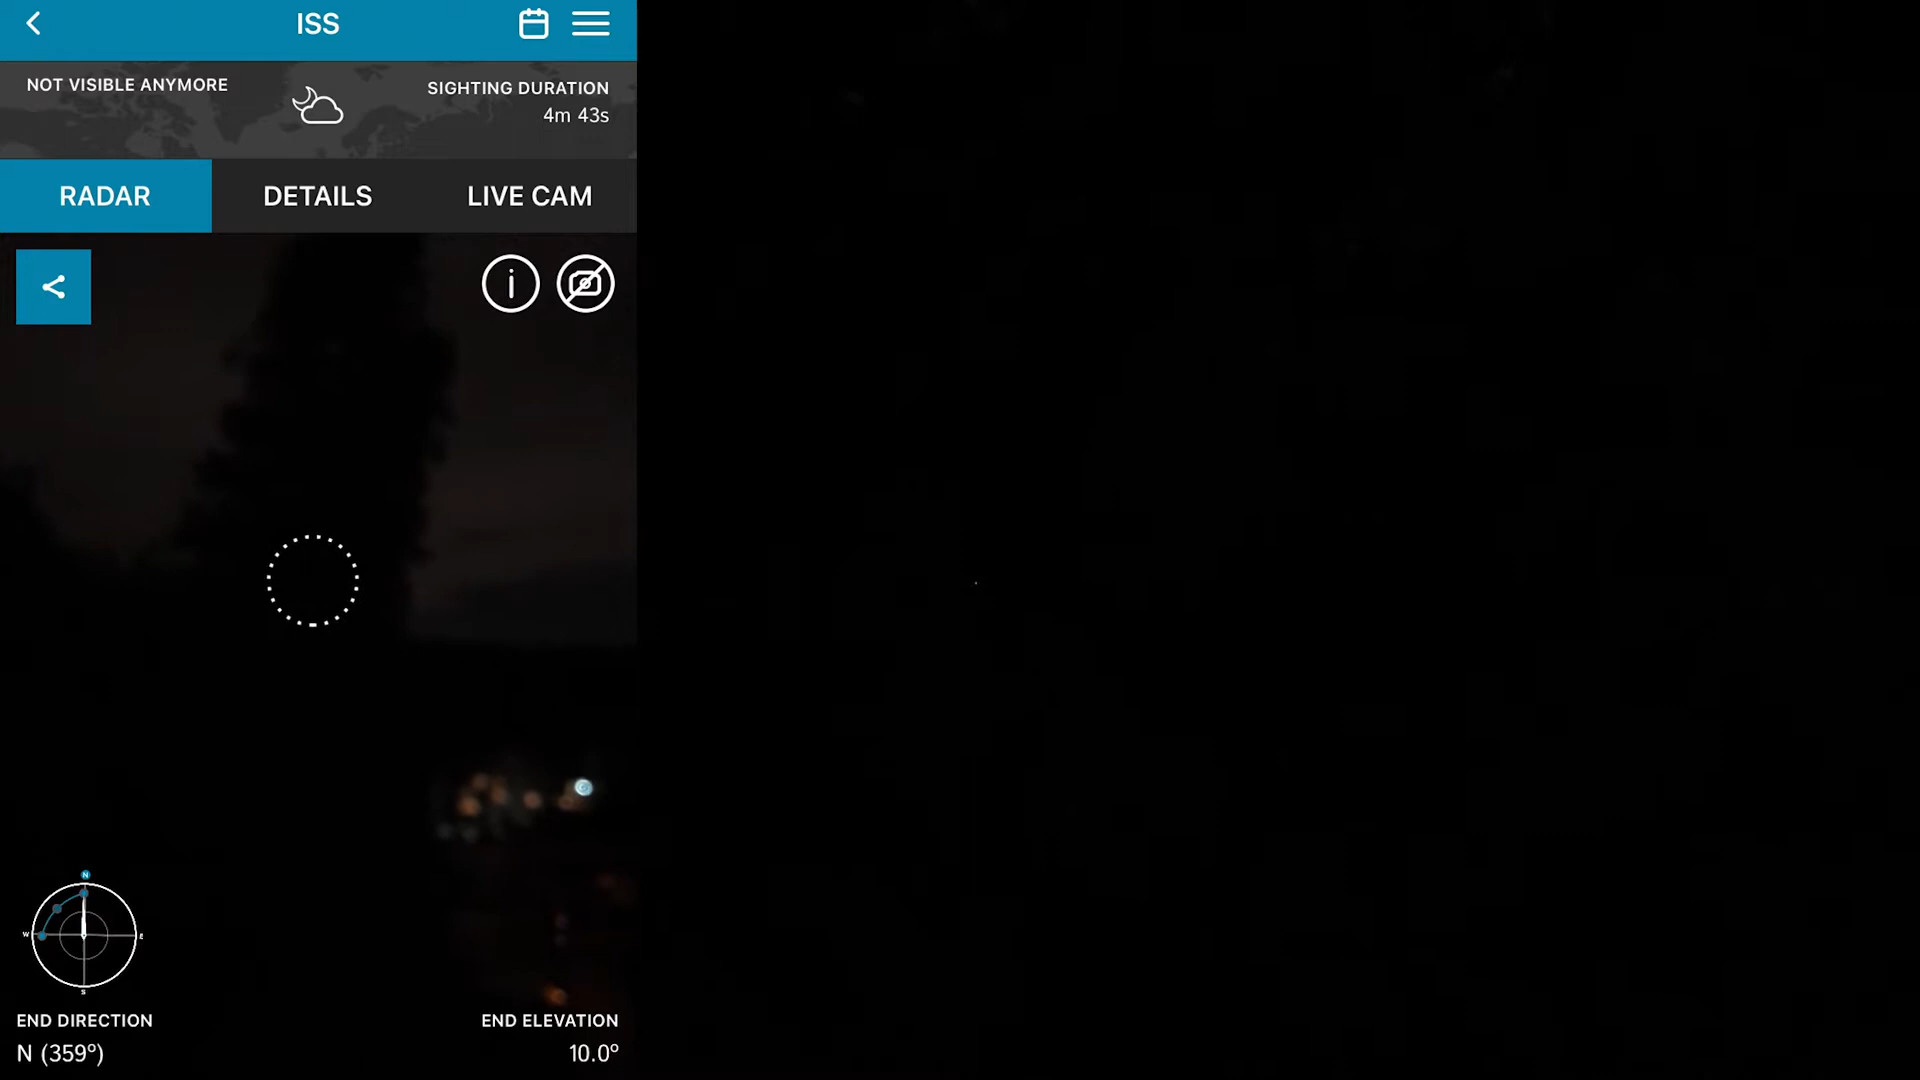 ISS
NOT VISIBLE ANYMORE
SIGHTING DURATION
4m 43s
RADAR
DETAILS
LIVE CAM
N
W
E
S
END DIRECTION
N (359°)
END ELEVATION
10.0°